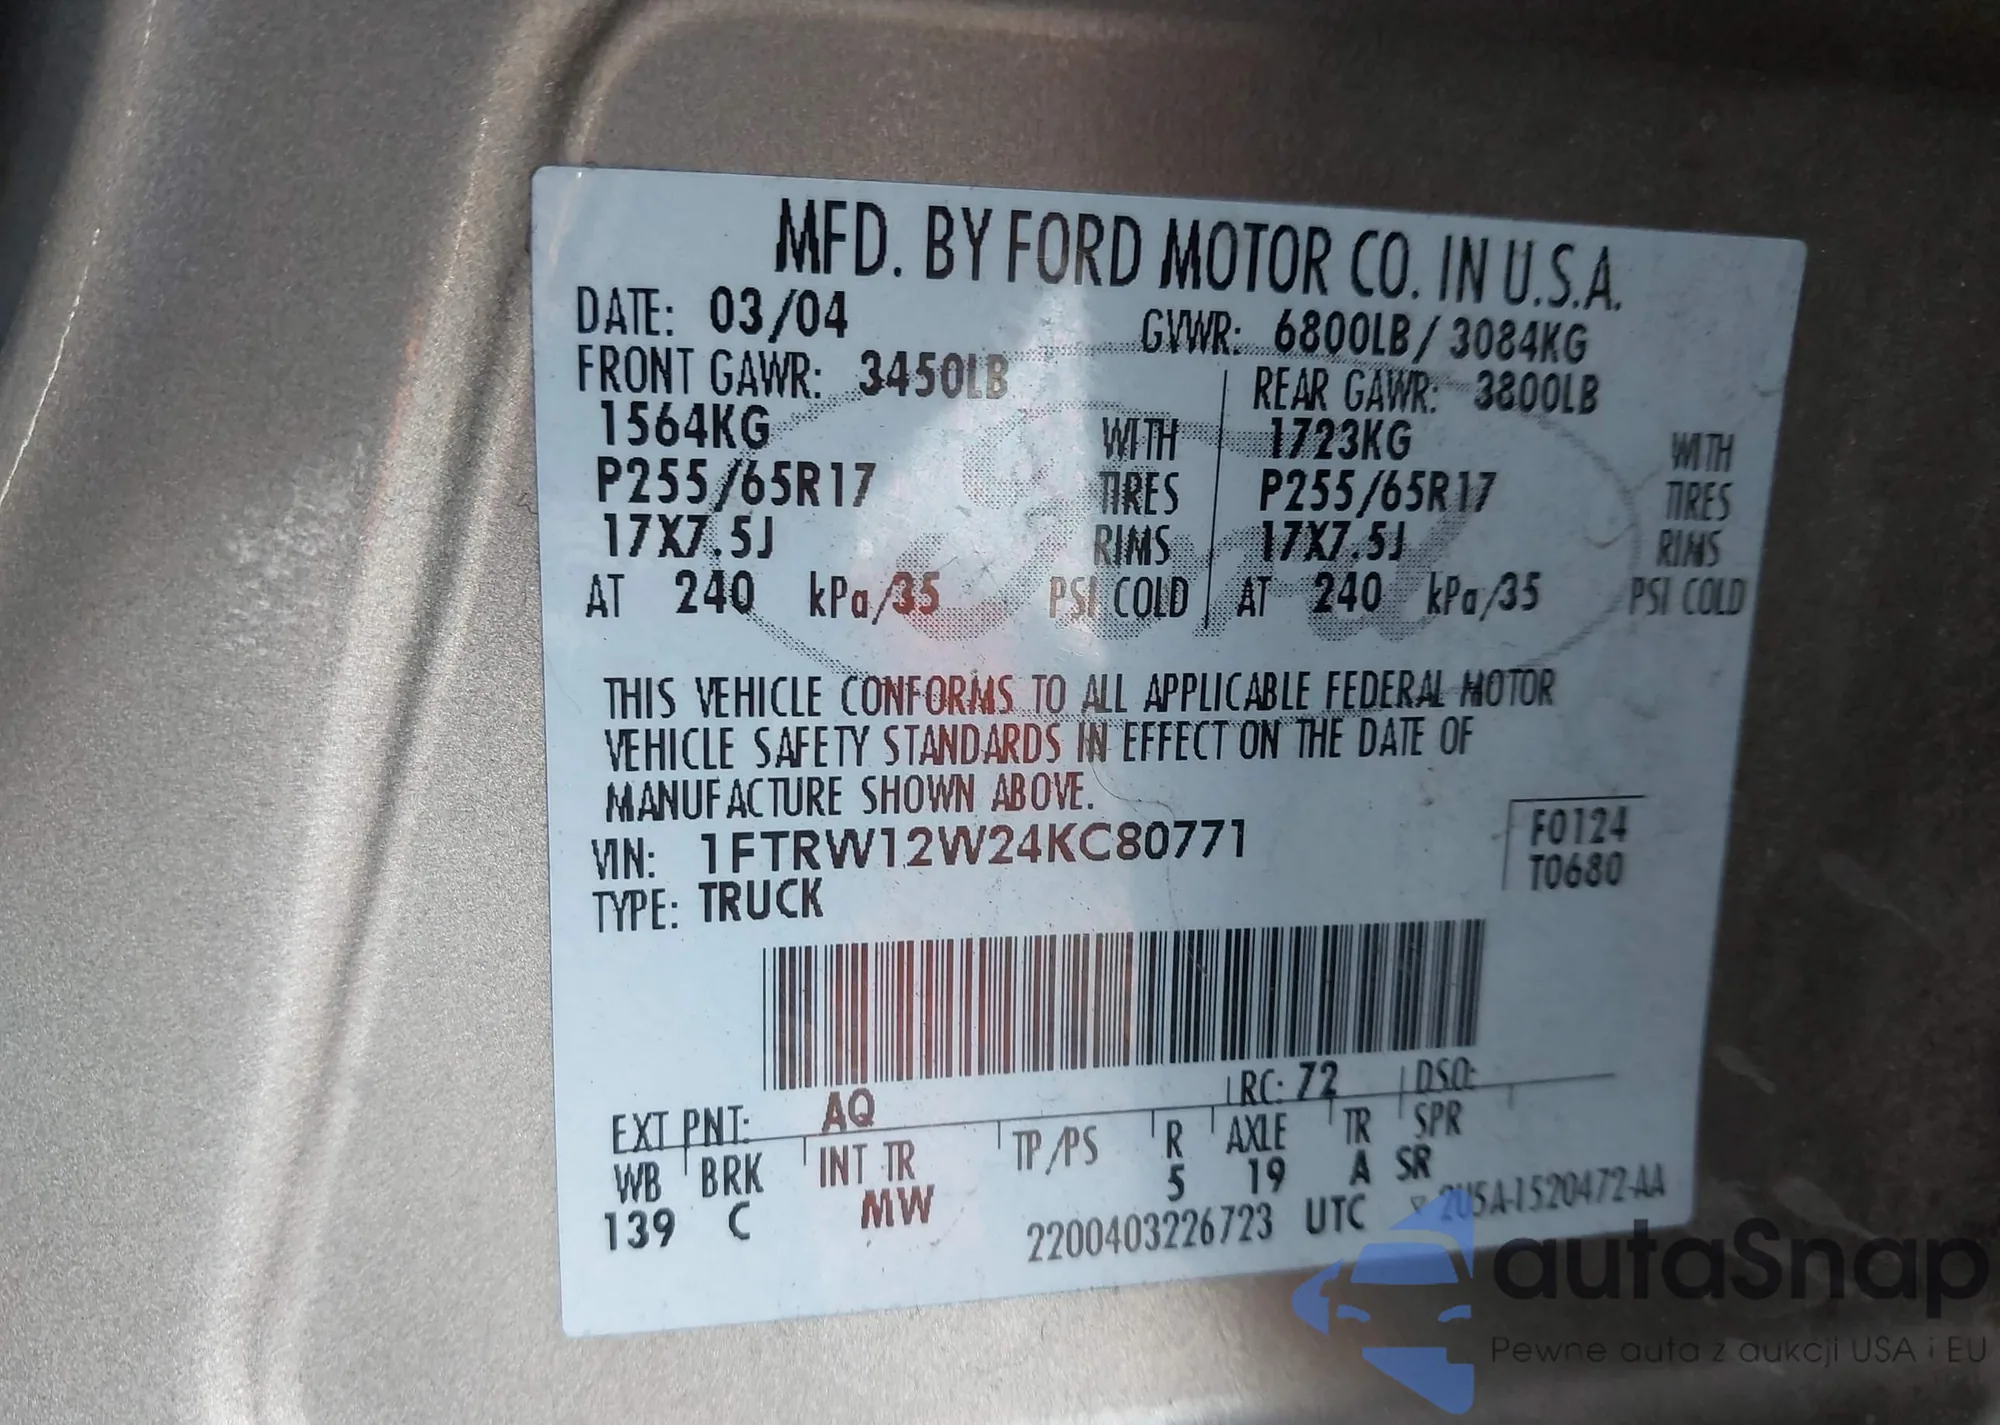 MFD. BY FORD MOTOR CO. IN U.S.A.
DATE: 03/04 GVWR: 6800LB / 3084KG
FRONT GAWR: 3450LB REAR GAWR: 3800LB
1564KG WITH 1723KG WITH
P255/65R17 TIRES P255/65R17 TIRES
17X7.5J RIMS 17X7.5J RIMS
AT 240 kPa/35 PSI COLD AT 240 kPa/35 PSI COLD
Ford
THIS VEHICLE CONFORMS TO ALL APPLICABLE FEDERAL MOTOR
VEHICLE SAFETY STANDARDS IN EFFECT ON THE DATE OF
MANUFACTURE SHOWN ABOVE.
VIN: 1FTRW12W24KC80771 F0124
TYPE: TRUCK T0680
EXT PNT: AQ RC: 72 DSO:
WB BRK INT TR TP/PS R AXLE TR SPR
139 C MW 5 19 A SR
2200403226723 UTC 2U5A-1520472-AA
autaSnap
Pewne auta z aukcji USA i EU